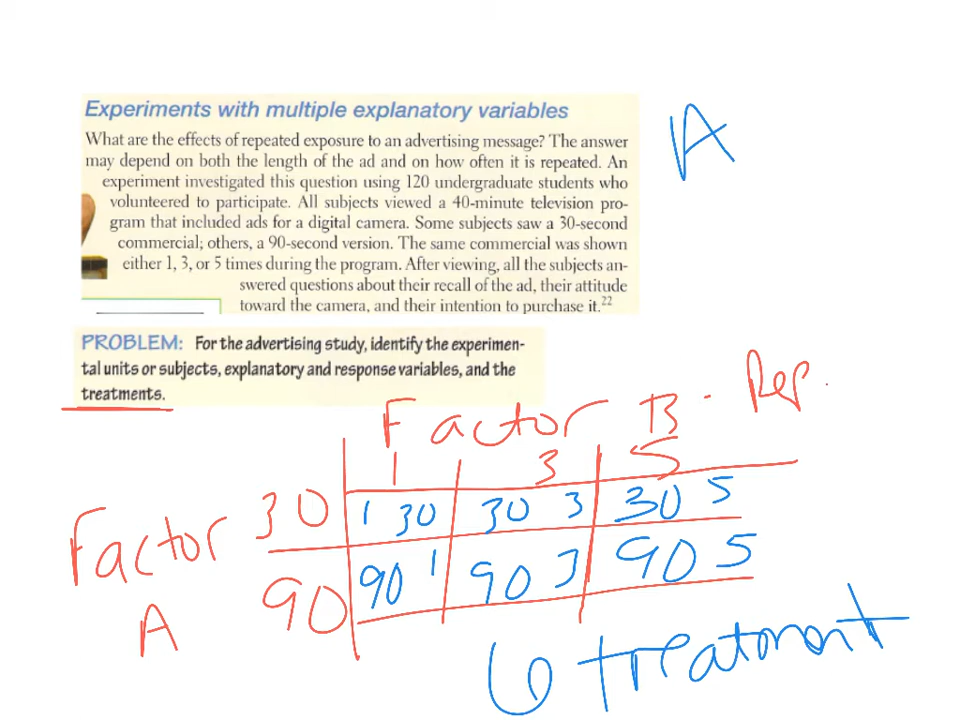 Experiments with multiple explanatory variables
What are the effects of repeated exposure to an advertising message? The answer
may depend on both the length of the ad and on how often it is repeated. An
experiment investigated this question using 120 undergraduate students who
volunteered to participate. All subjects viewed a 40-minute television pro-
gram that included ads for a digital camera. Some subjects saw a 30-second
commercial; others, a 90-second version. The same commercial was shown
either 1, 3, or 5 times during the program. After viewing, all the subjects an-
swered questions about their recall of the ad, their attitude
toward the camera, and their intention to purchase it.22
A
PROBLEM: For the advertising study, identify the experimen-
tal units or subjects, explanatory and response variables, and the
treatments.
Factor B - Rep.
1 3 5
Factor A
30 1 30 30 3 30 5
90 90 1 90 3 90 5
6 treatment